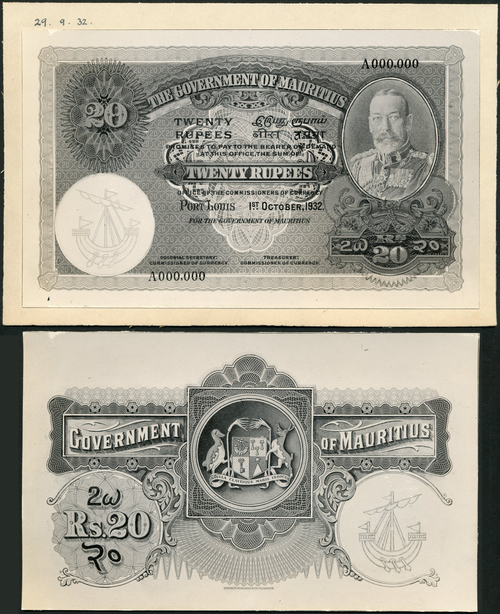 29. 9. 32.
A000.000
THE GOVERNMENT OF MAURITIUS
20
TWENTY
RUPEES
बीस रुपया
PROMISES TO PAY TO THE BEARER ON DEMAND
AT THIS OFFICE, THE SUM OF
TWENTY RUPEES
OFFICE OF THE COMMISSIONERS OF CURRENCY
PORT LOUIS 1ST OCTOBER, 1932.
FOR THE GOVERNMENT OF MAURITIUS
20
COLONIAL SECRETARY: TREASURER:
COMMISSIONER OF CURRENCY. COMMISSIONER OF CURRENCY.
A000.000
GOVERNMENT OF MAURITIUS
Rs.20
२०